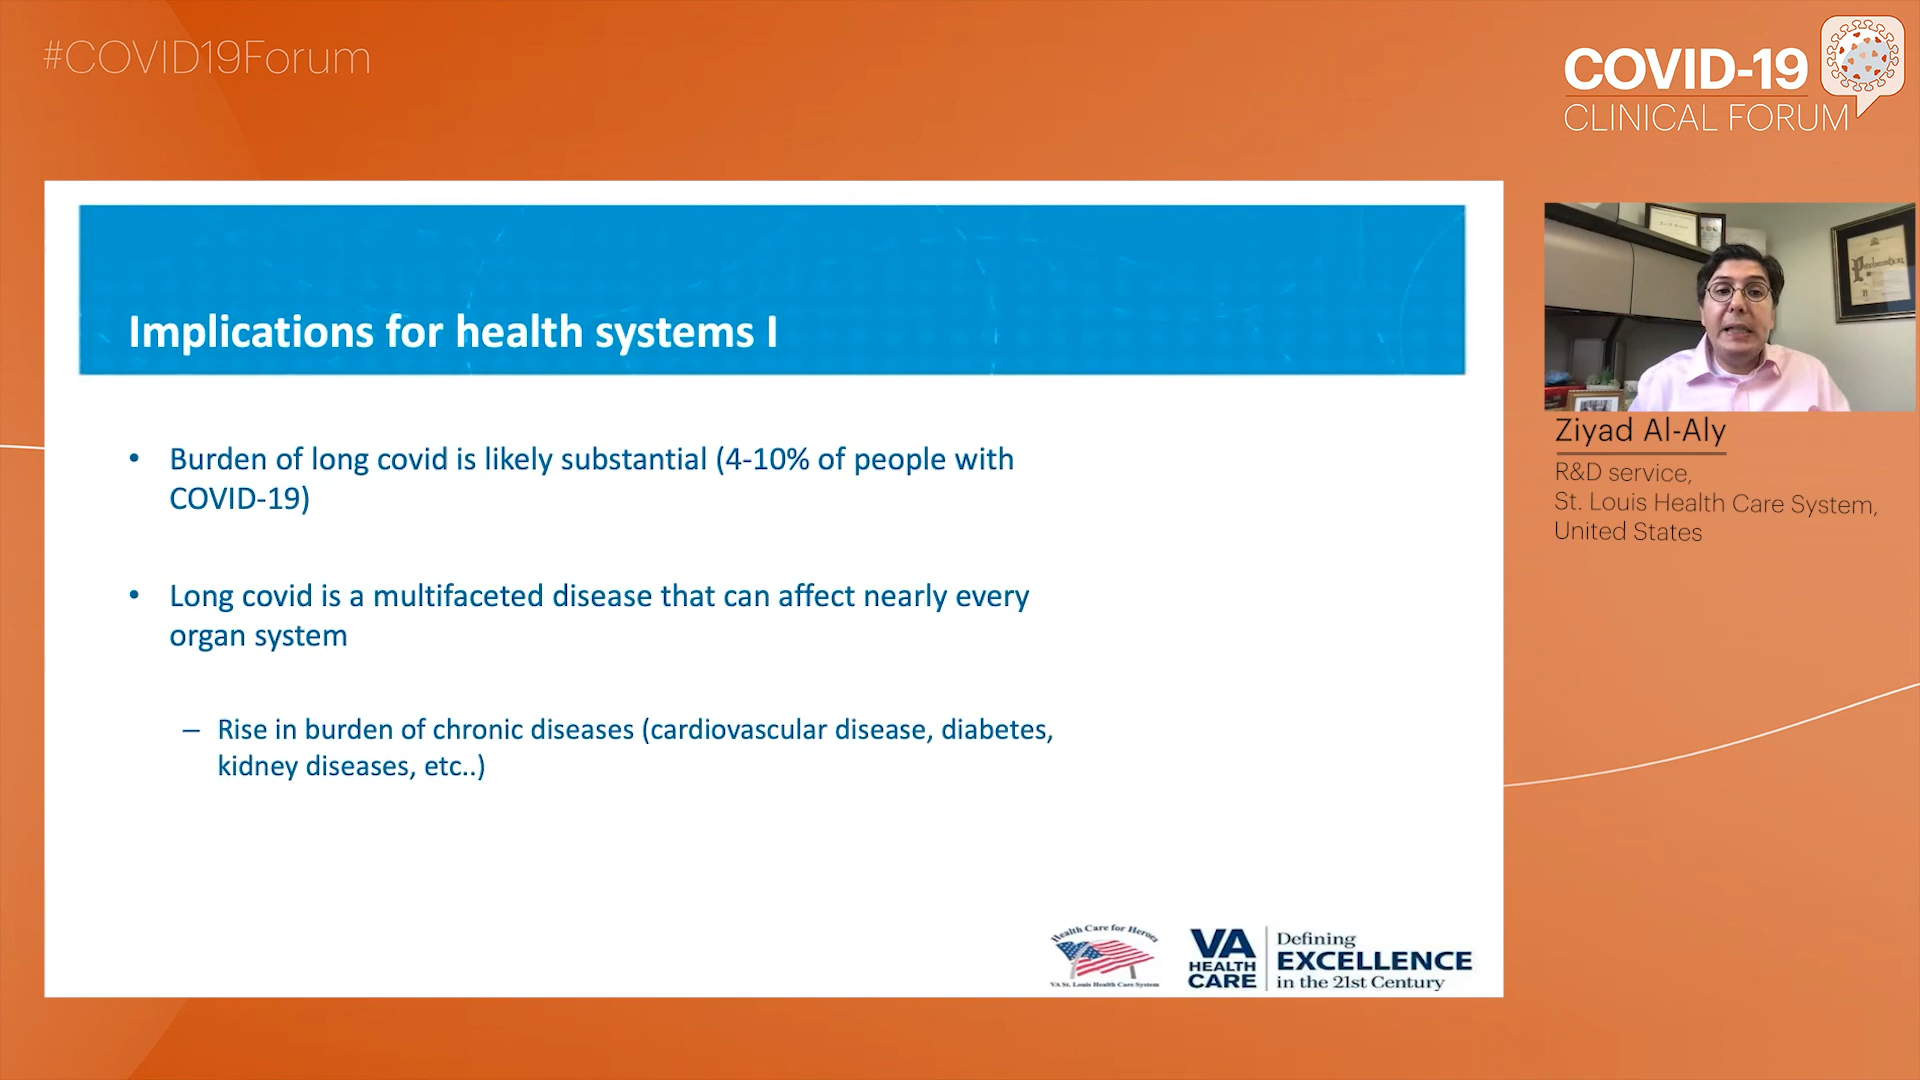 #COVID19Forum
COVID-19
CLINICAL FORUM
Implications for health systems I
• Burden of long covid is likely substantial (4-10% of people with
COVID-19)
• Long covid is a multifaceted disease that can affect nearly every
organ system
– Rise in burden of chronic diseases (cardiovascular disease, diabetes,
kidney diseases, etc..)
Health Care for Heroes
VA St. Louis Health Care System
VA
HEALTH
CARE
Defining
EXCELLENCE
in the 21st Century
Proclamation
Ziyad Al-Aly
R&D service,
St. Louis Health Care System,
United States